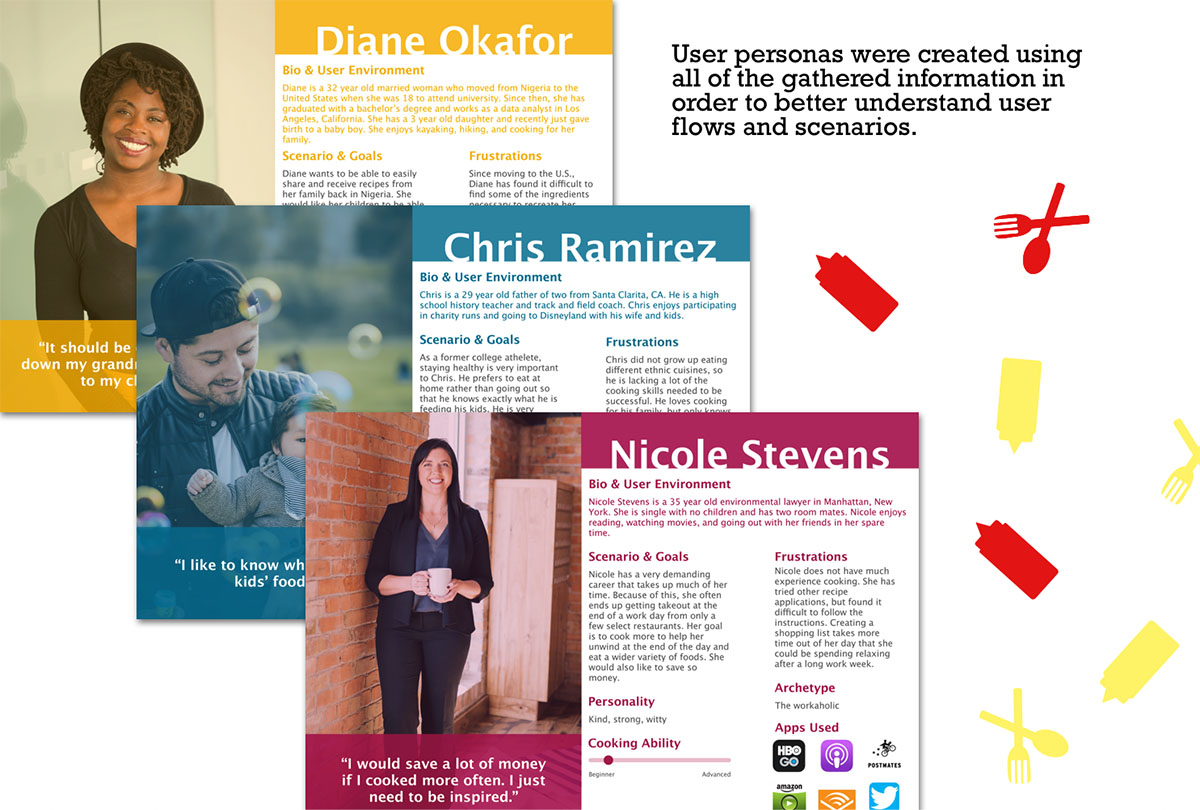 Diane Okafor
Bio & User Environment
Diane is a 32 year old married woman who moved from Nigeria to the
United States when she was 18 to attend university. Since then, she has
graduated with a bachelor's degree and works as a data analyst in Los
Angeles, California. She has a 3 year old daughter and recently just gave
birth to a baby boy. She enjoys kayaking, hiking, and cooking for her
family.
Scenario & Goals
Diane wants to be able to easily
share and receive recipes from
her family back in Nigeria. She
would like her children to be able
Frustrations
Since moving to the U.S.,
Diane has found it difficult to
find some of the ingredients
necessary to recreate her
“It should be
down my grand
to my
User personas were created using
all of the gathered information in
order to better understand user
flows and scenarios.
Chris Ramirez
Bio & User Environment
Chris is a 29 year old father of two from Santa Clarita, CA. He is a high
school history teacher and track and field coach. Chris enjoys participating
in charity runs and going to Disneyland with his wife and kids.
Scenario & Goals
As a former college athelete,
staying healthy is very important
to Chris. He prefers to eat at
home rather than going out so
that he knows exactly what he is
feeding his kids. He is very
Frustrations
Chris did not grow up eating
different ethnic cuisines, so
he is lacking a lot of the
cooking skills needed to be
successful. He loves cooking
for his family, but only knows
“I like to know wh
kids’ food
Nicole Stevens
Bio & User Environment
Nicole Stevens is a 35 year old environmental lawyer in Manhattan, New
York. She is single with no children and has two room mates. Nicole enjoys
reading, watching movies, and going out with her friends in her spare
time.
Scenario & Goals
Nicole has a very demanding
career that takes up much of her
time. Because of this, she often
ends up getting takeout at the
end of a work day from only a
few select restaurants. Her goal
is to cook more to help her
unwind at the end of the day and
eat a wider variety of foods. She
would also like to save so
money.
Personality
Kind, strong, witty
Cooking Ability
Beginner
Advanced
Frustrations
Nicole does not have much
experience cooking. She has
tried other recipe
applications, but found it
difficult to follow the
instructions. Creating a
shopping list takes more
time out of her day that she
could be spending relaxing
after a long work week.
Archetype
The workaholic
Apps Used
HBO
GO
POSTMATES
amazon
“I would save a lot of money
if I cooked more often. I just
need to be inspired.”